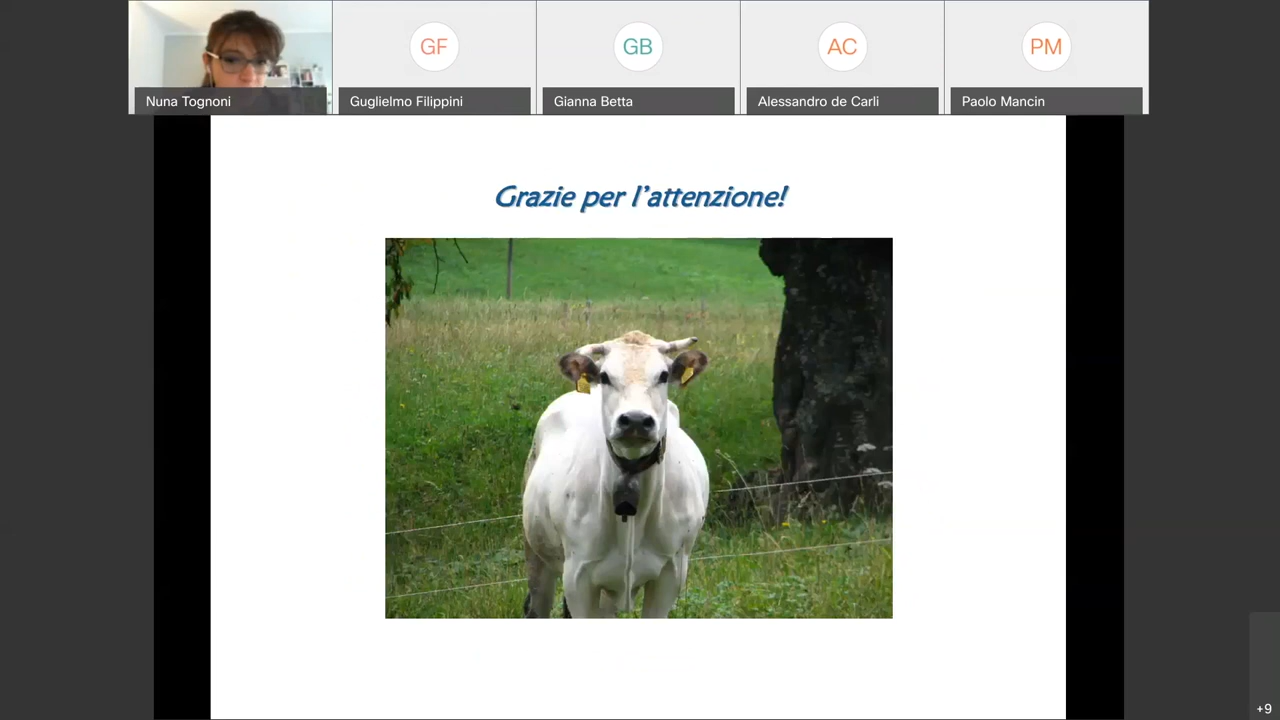 GF
GB
AC
PM
Nuna Tognoni
Guglielmo Filippini
Gianna Betta
Alessandro de Carli
Paolo Mancin
Grazie per l'attenzione!
+9